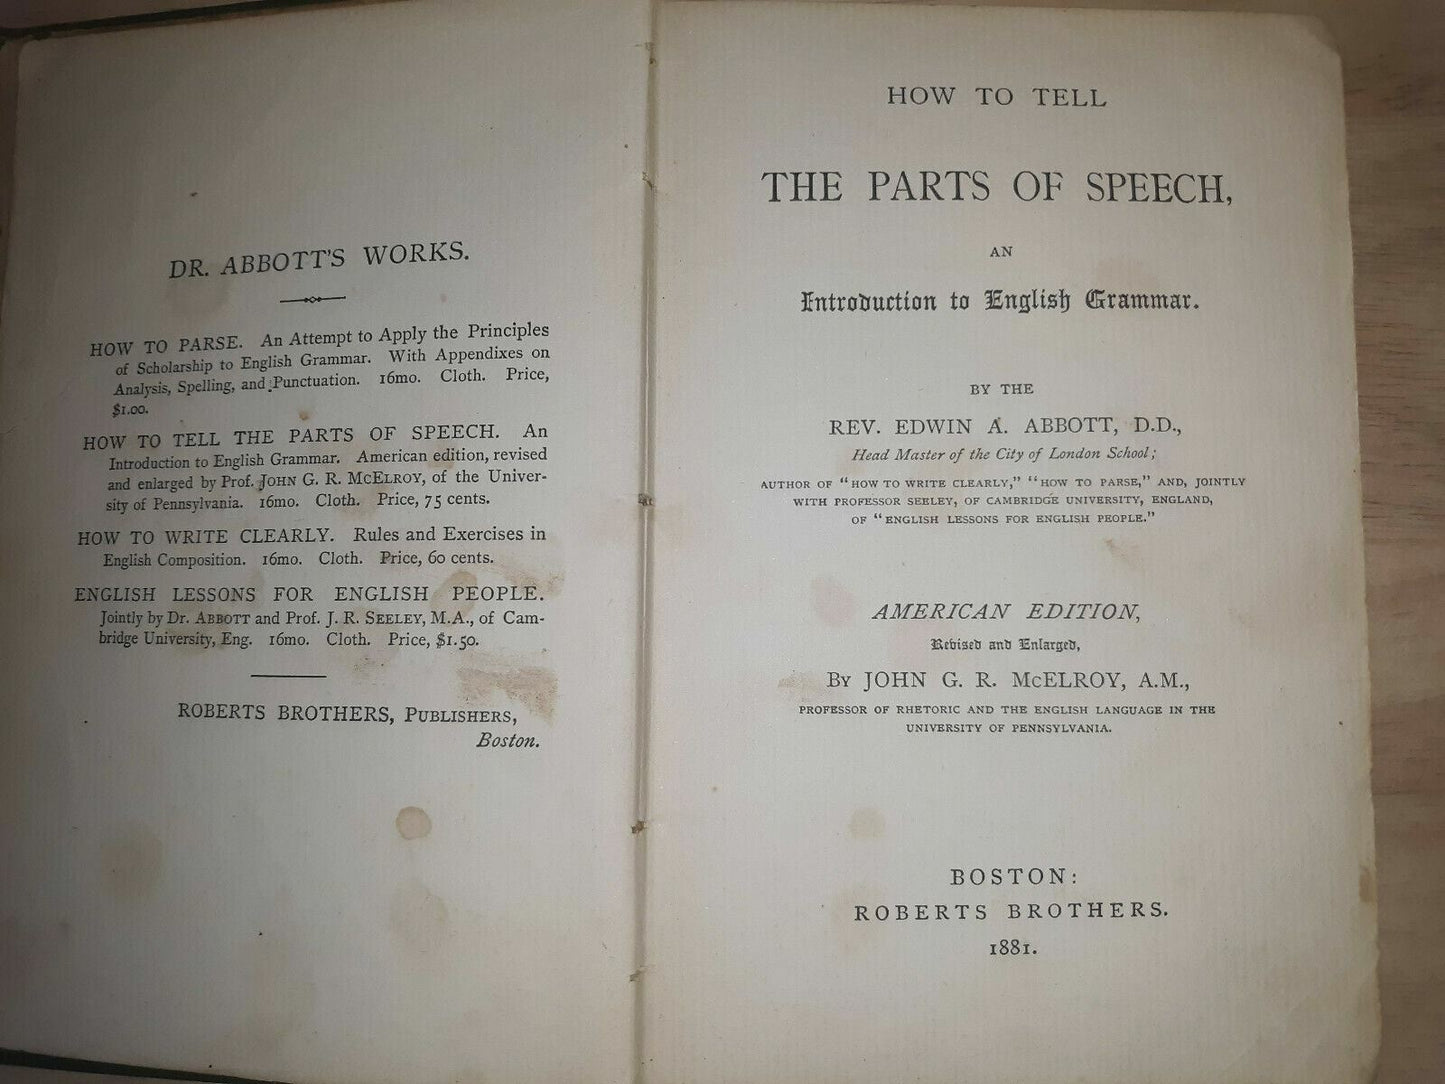 DR. ABBOTT'S WORKS.
HOW TO PARSE. An Attempt to Apply the Principles
of Scholarship to English Grammar. With Appendixes on
Analysis, Spelling, and Punctuation. 16mo. Cloth. Price,
$1.00.
HOW TO TELL THE PARTS OF SPEECH. An
Introduction to English Grammar. American edition, revised
and enlarged by Prof. JOHN G. R. McELROY, of the Univer-
sity of Pennsylvania. 16mo. Cloth. Price, 75 cents.
HOW TO WRITE CLEARLY. Rules and Exercises in
English Composition. 16mo. Cloth. Price, 60 cents.
ENGLISH LESSONS FOR ENGLISH PEOPLE.
Jointly by Dr. ABBOTT and Prof. J. R. SEELEY, M.A., of Cam-
bridge University, Eng. 16mo. Cloth. Price, $1.50.
ROBERTS BROTHERS, PUBLISHERS,
Boston.
HOW TO TELL
THE PARTS OF SPEECH,
AN
Introduction to English Grammar.
BY THE
REV. EDWIN A. ABBOTT, D.D.,
Head Master of the City of London School;
AUTHOR OF "HOW TO WRITE CLEARLY," "HOW TO PARSE," AND, JOINTLY
WITH PROFESSOR SEELEY, OF CAMBRIDGE UNIVERSITY, ENGLAND,
OF "ENGLISH LESSONS FOR ENGLISH PEOPLE."
AMERICAN EDITION,
Revised and Enlarged,
BY JOHN G. R. McELROY, A.M.,
PROFESSOR OF RHETORIC AND THE ENGLISH LANGUAGE IN THE
UNIVERSITY OF PENNSYLVANIA.
BOSTON:
ROBERTS BROTHERS.
1881.